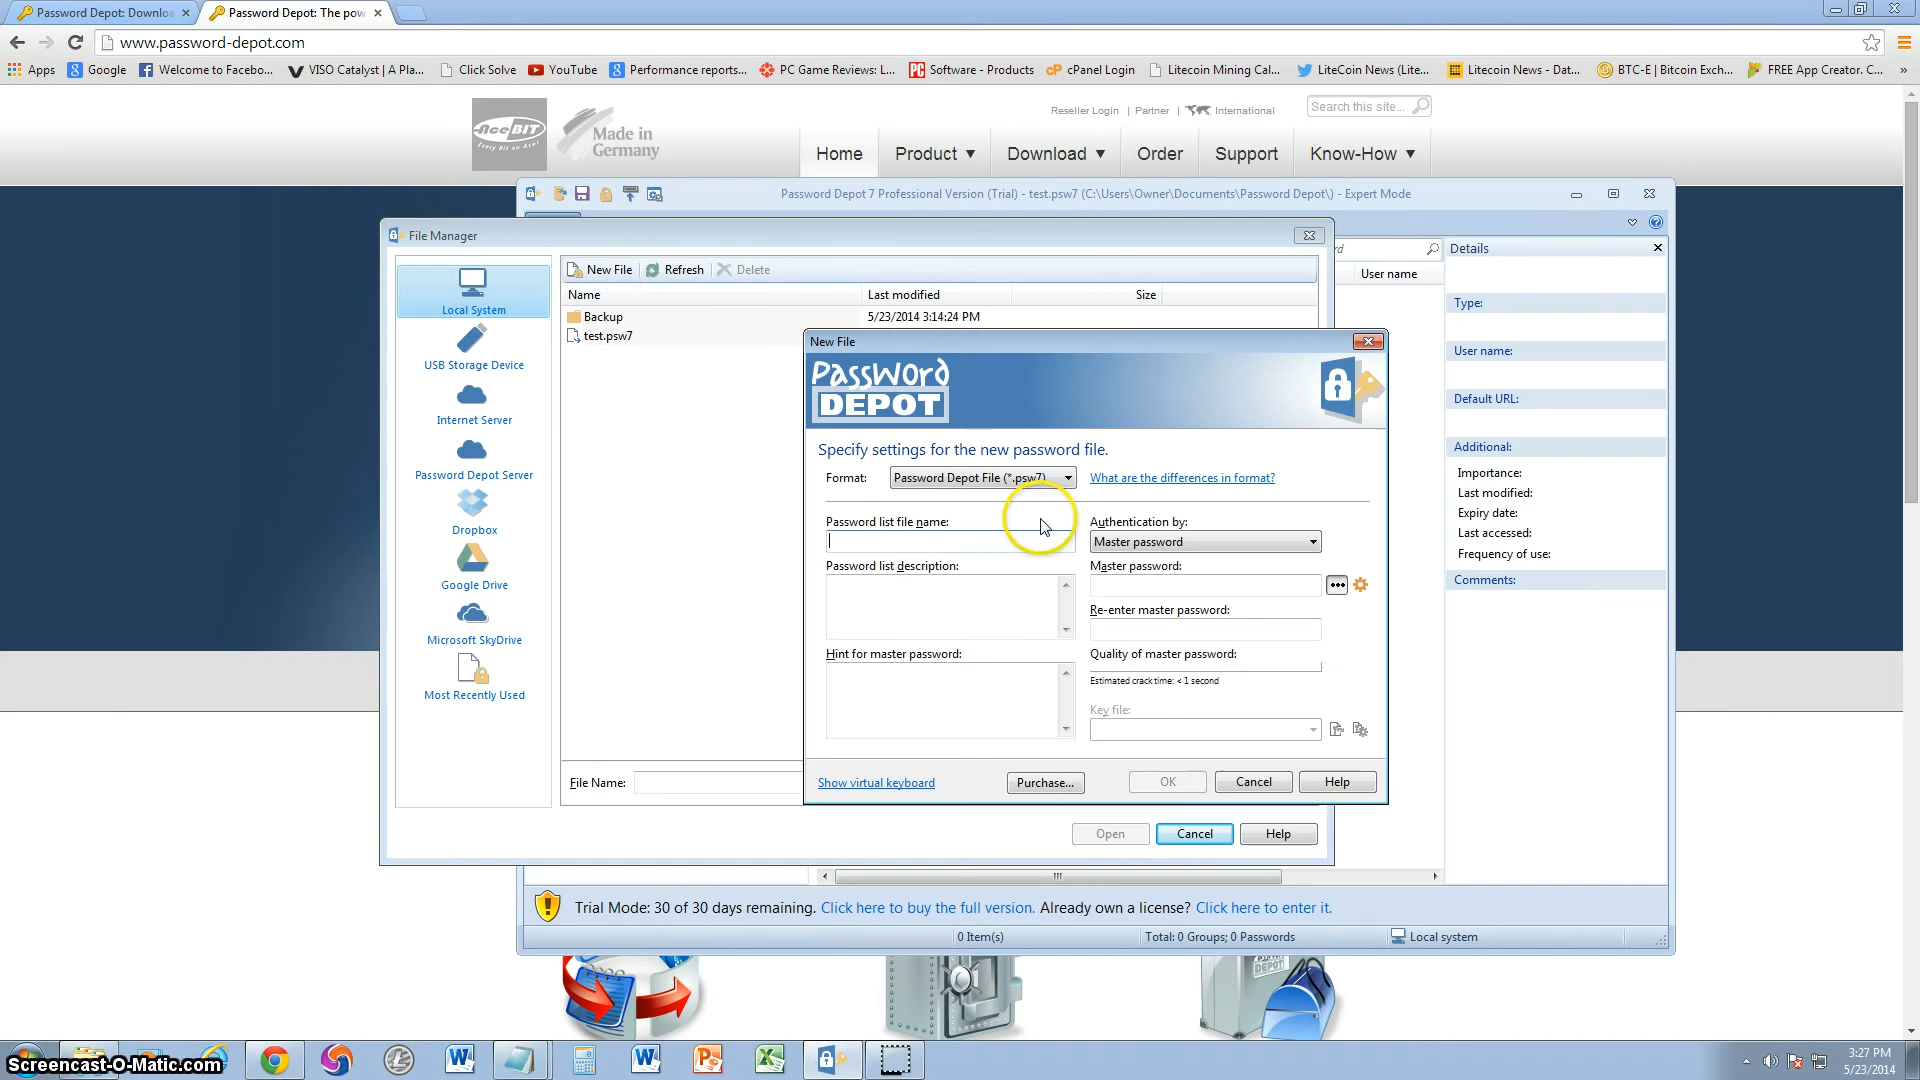 Password Depot: Downloa
Password Depot: The pow
www.password-depot.com
Apps Google Welcome to Facebo... VISO Catalyst | A Pla... Click Solve YouTube Performance reports... PC Game Reviews: L... Software - Products cPanel Login Litecoin Mining Cal... LiteCoin News (Lite... Litecoin News - Dat... BTC-E | Bitcoin Exch... FREE App Creator. C... »
AceBIT
Every Bit an Ace!
Made in
Germany
Reseller Login | Partner | International
Search this site...
Home Product ▼ Download ▼ Order Support Know-How ▼
Password Depot 7 Professional Version (Trial) - test.psw7 (C:\Users\Owner\Documents\Password Depot\) - Expert Mode
File Manager
Local System
USB Storage Device
Internet Server
Password Depot Server
Dropbox
Google Drive
Microsoft SkyDrive
Most Recently Used
New File Refresh Delete
Name Last modified Size
Backup 5/23/2014 3:14:24 PM
test.psw7
File Name:
Open Cancel Help
New File
PASSWORD
DEPOT
Specify settings for the new password file.
Format: Password Depot File (*.psw7) What are the differences in format?
Password list file name:
Authentication by:
Master password
Password list description:
Master password:
Re-enter master password:
Hint for master password:
Quality of master password:
Estimated crack time: < 1 second
Key file:
Show virtual keyboard Purchase... OK Cancel Help
rd
User name
Details
Type:
User name:
Default URL:
Additional:
Importance:
Last modified:
Expiry date:
Last accessed:
Frequency of use:
Comments:
Trial Mode: 30 of 30 days remaining. Click here to buy the full version. Already own a license? Click here to enter it.
0 Item(s) Total: 0 Groups; 0 Passwords Local system
DEPOT
Screencast-O-Matic.com
3:27 PM
5/23/2014